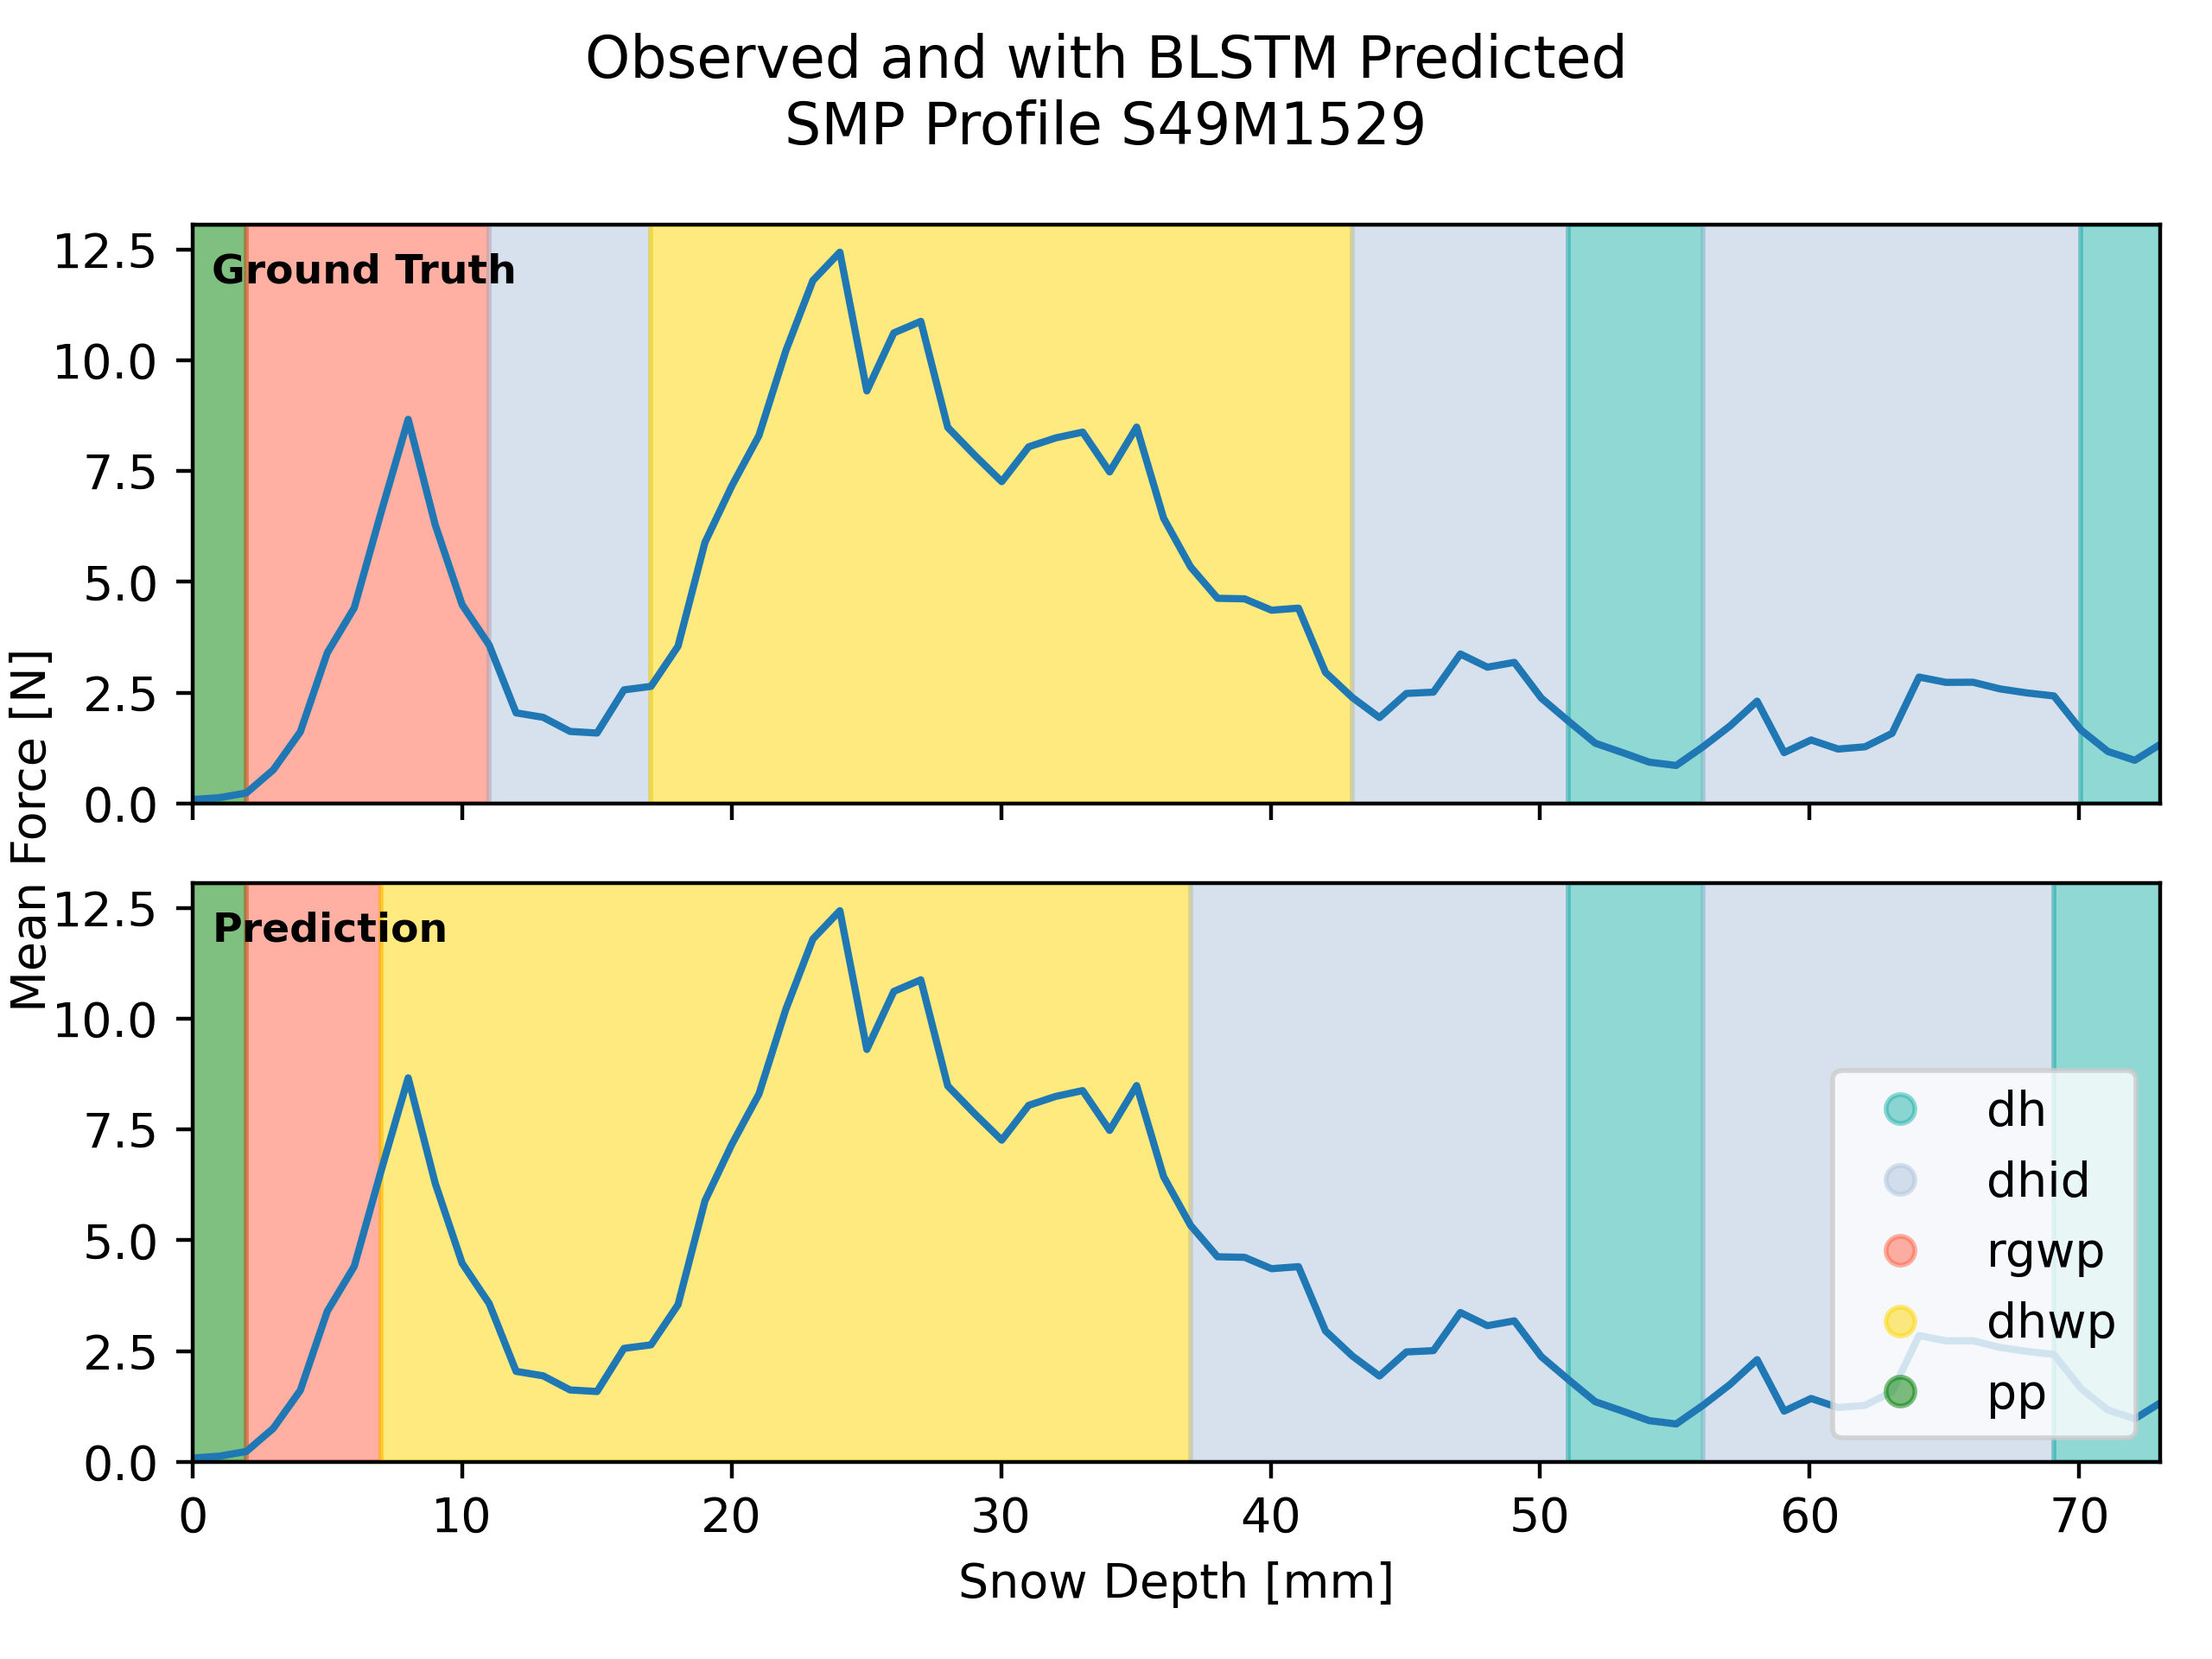 Observed and with BLSTM Predicted
SMP Profile S49M1529
Mean Force [N]
12.5
10.0
7.5
5.0
2.5
0.0
Ground Truth
12.5
10.0
7.5
5.0
2.5
0.0
Prediction
dh
dhid
rgwp
dhwp
pp
0 10 20 30 40 50 60 70
Snow Depth [mm]